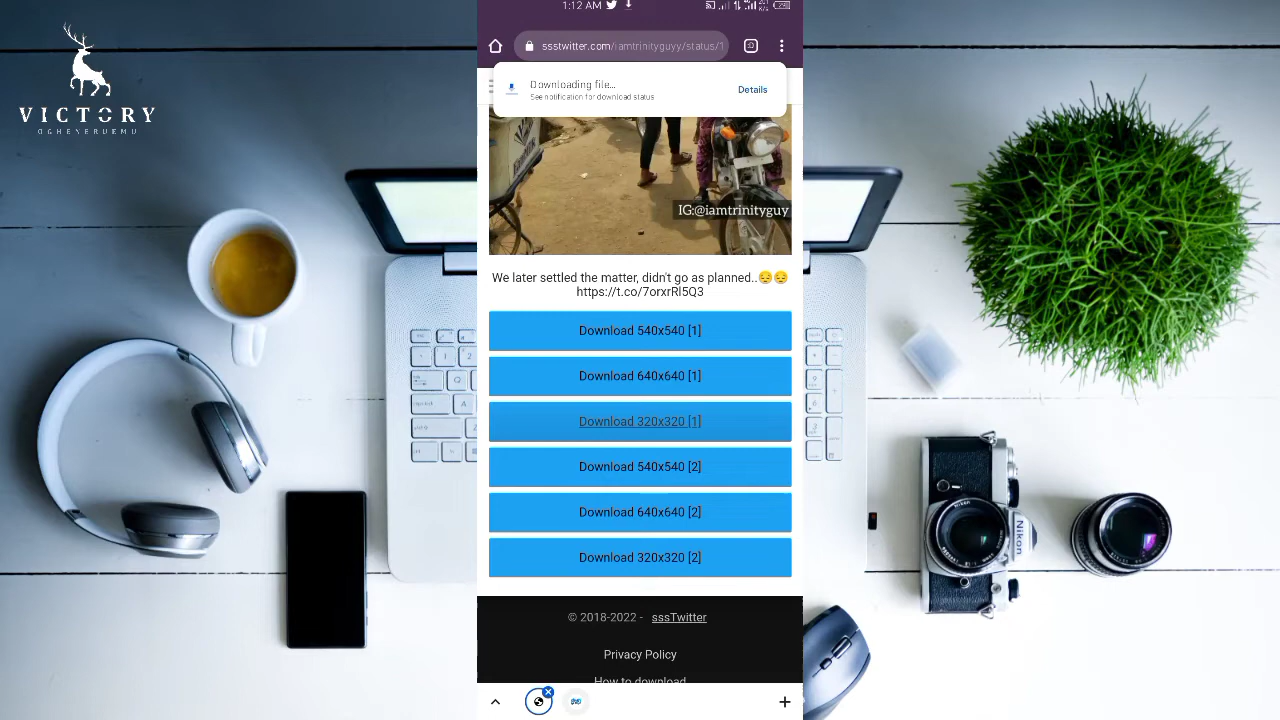 1:12 AM
VICTORY
OGHENERUEMU
ssstwitter.com/iamtrinityguyy/status/1
Downloading file...
See notification for download status
Details
IG:@iamtrinityguy
We later settled the matter, didn't go as planned..😔😔
https://t.co/7orxrRl5Q3
Download 540x540 [1]
Download 640x640 [1]
Download 320x320 [1]
Download 540x540 [2]
Download 640x640 [2]
Download 320x320 [2]
© 2018-2022 - sssTwitter
Privacy Policy
How to download
Nikon
Nikon